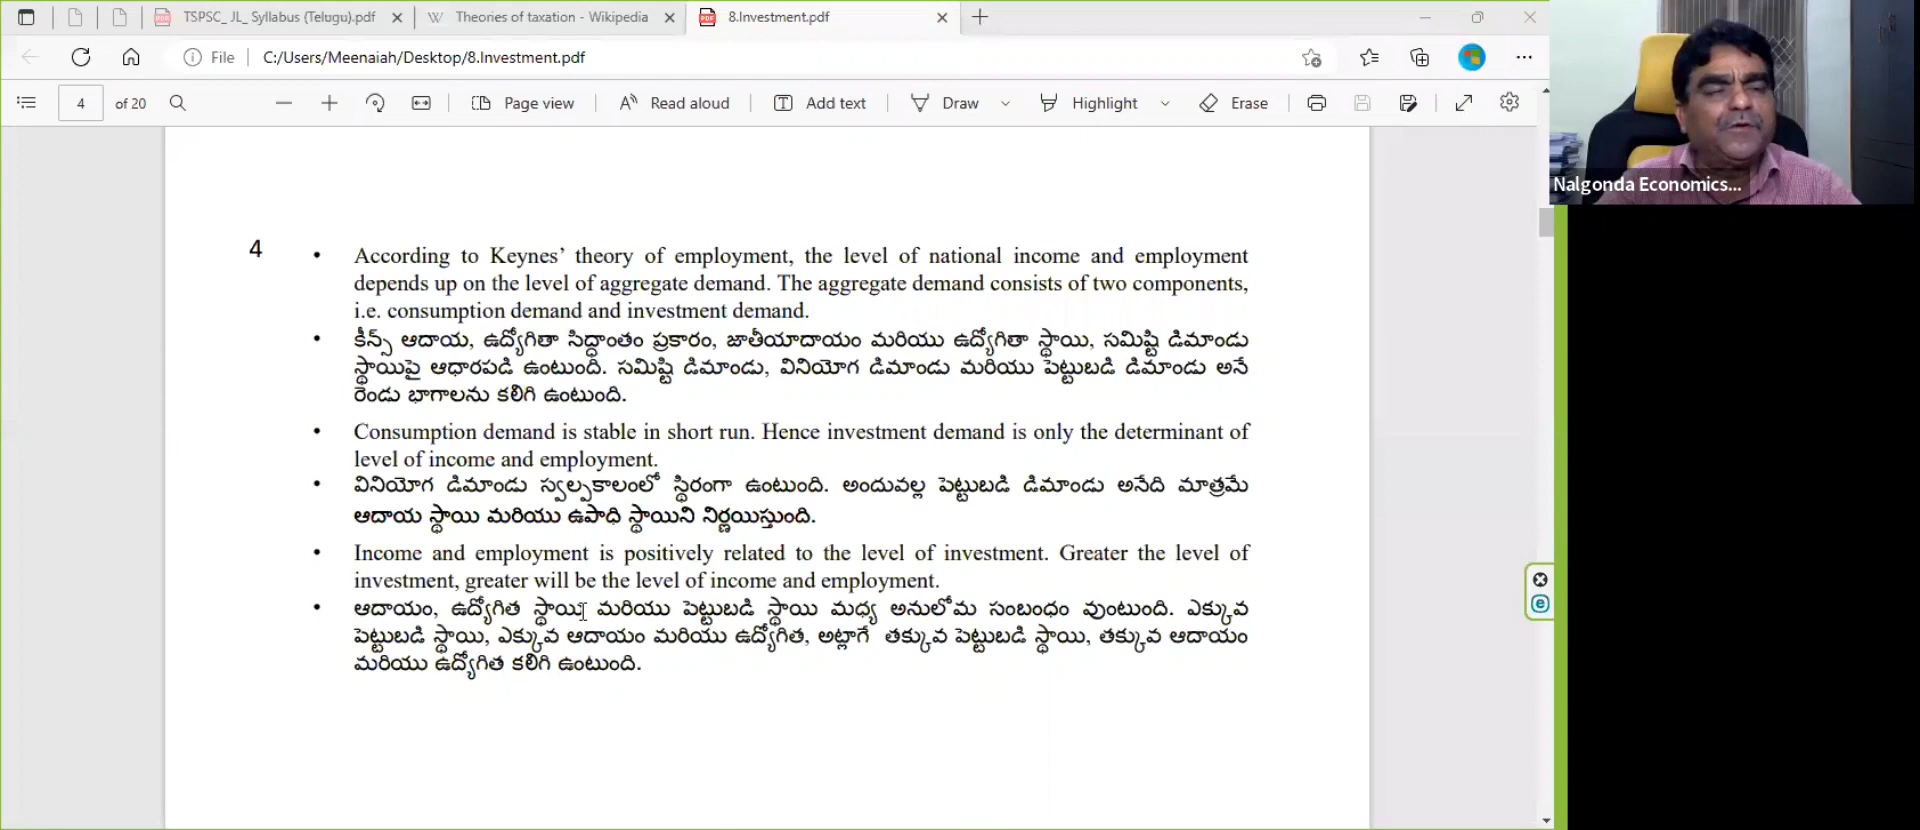 TSPSC_ JL_ Syllabus (Telugu).pdf
Theories of taxation - Wikipedia
8.Investment.pdf
File
C:/Users/Meenaiah/Desktop/8.Investment.pdf
4 of 20
Page view
Read aloud
Add text
Draw
Highlight
Erase
Nalgonda Economics...
4
• According to Keynes’ theory of employment, the level of national income and employment
depends up on the level of aggregate demand. The aggregate demand consists of two components,
i.e. consumption demand and investment demand.
• కీన్స్ ఆదాయ, ఉద్యోగితా సిద్ధాంతం ప్రకారం, జాతీయాదాయం మరియు ఉద్యోగితా స్థాయి, సమిష్టి డిమాండు
స్థాయిపై ఆధారపడి ఉంటుంది. సమిష్టి డిమాండు, వినియోగ డిమాండు మరియు పెట్టుబడి డిమాండు అనే
రెండు భాగాలను కలిగి ఉంటుంది.
• Consumption demand is stable in short run. Hence investment demand is only the determinant of
level of income and employment.
• వినియోగ డిమాండు స్వల్పకాలంలో స్థిరంగా ఉంటుంది. అందువల్ల పెట్టుబడి డిమాండు అనేది మాత్రమే
ఆదాయ స్థాయి మరియు ఉపాధి స్థాయిని నిర్ణయిస్తుంది.
• Income and employment is positively related to the level of investment. Greater the level of
investment, greater will be the level of income and employment.
• ఆదాయం, ఉద్యోగిత స్థాయి మరియు పెట్టుబడి స్థాయి మధ్య అనులోమ సంబంధం వుంటుంది. ఎక్కువ
పెట్టుబడి స్థాయి, ఎక్కువ ఆదాయం మరియు ఉద్యోగిత, అట్లాగే తక్కువ పెట్టుబడి స్థాయి, తక్కువ ఆదాయం
మరియు ఉద్యోగిత కలిగి ఉంటుంది.